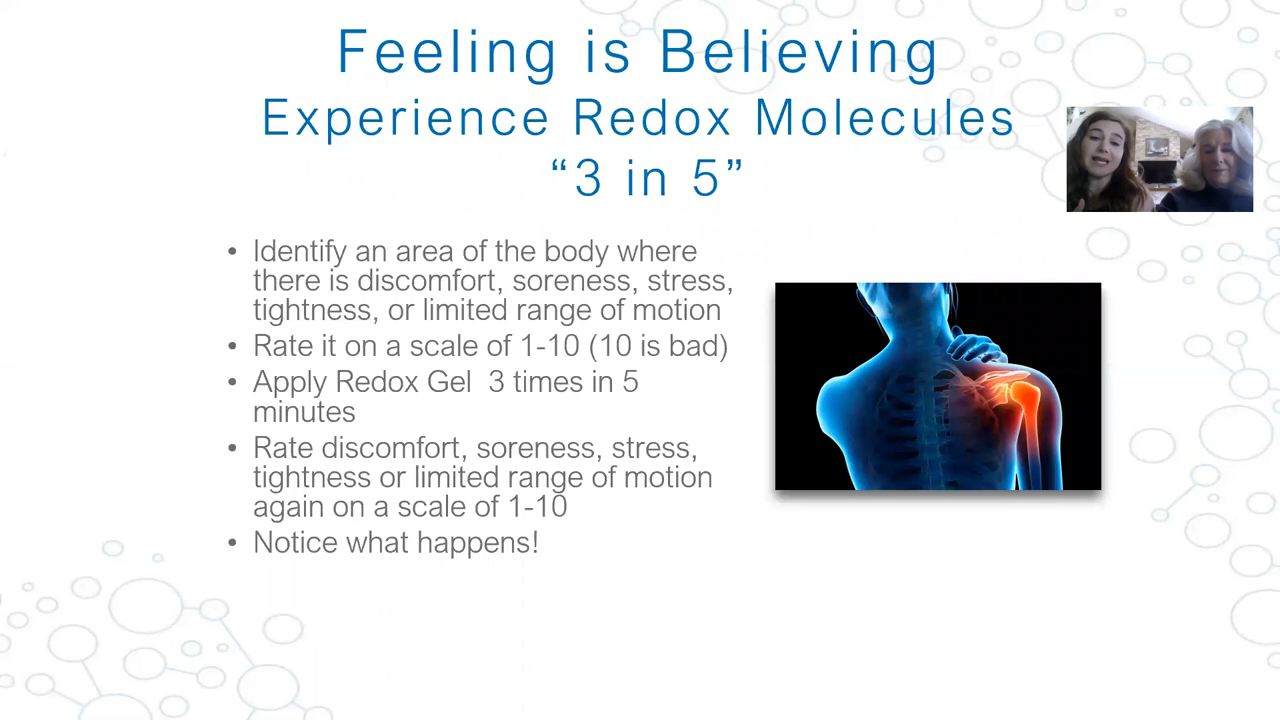 Feeling is Believing
Experience Redox Molecules
“3 in 5”
• Identify an area of the body where
there is discomfort, soreness, stress,
tightness, or limited range of motion
• Rate it on a scale of 1-10 (10 is bad)
• Apply Redox Gel  3 times in 5
minutes
• Rate discomfort, soreness, stress,
tightness or limited range of motion
again on a scale of 1-10
• Notice what happens!